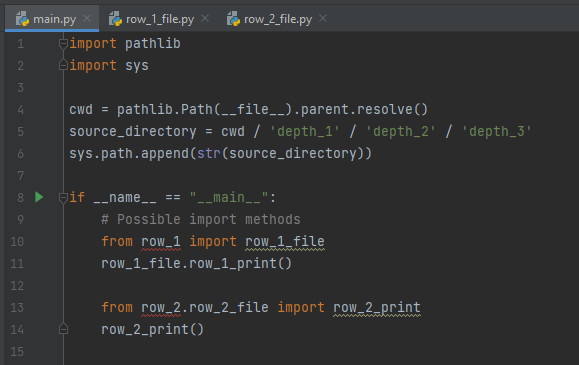 main.py row_1_file.py row_2_file.py
1 import pathlib
2 import sys
3
4 cwd = pathlib.Path(__file__).parent.resolve()
5 source_directory = cwd / 'depth_1' / 'depth_2' / 'depth_3'
6 sys.path.append(str(source_directory))
7
8 if __name__ == "__main__":
9     # Possible import methods
10     from row_1 import row_1_file
11     row_1_file.row_1_print()
12
13     from row_2.row_2_file import row_2_print
14     row_2_print()
15